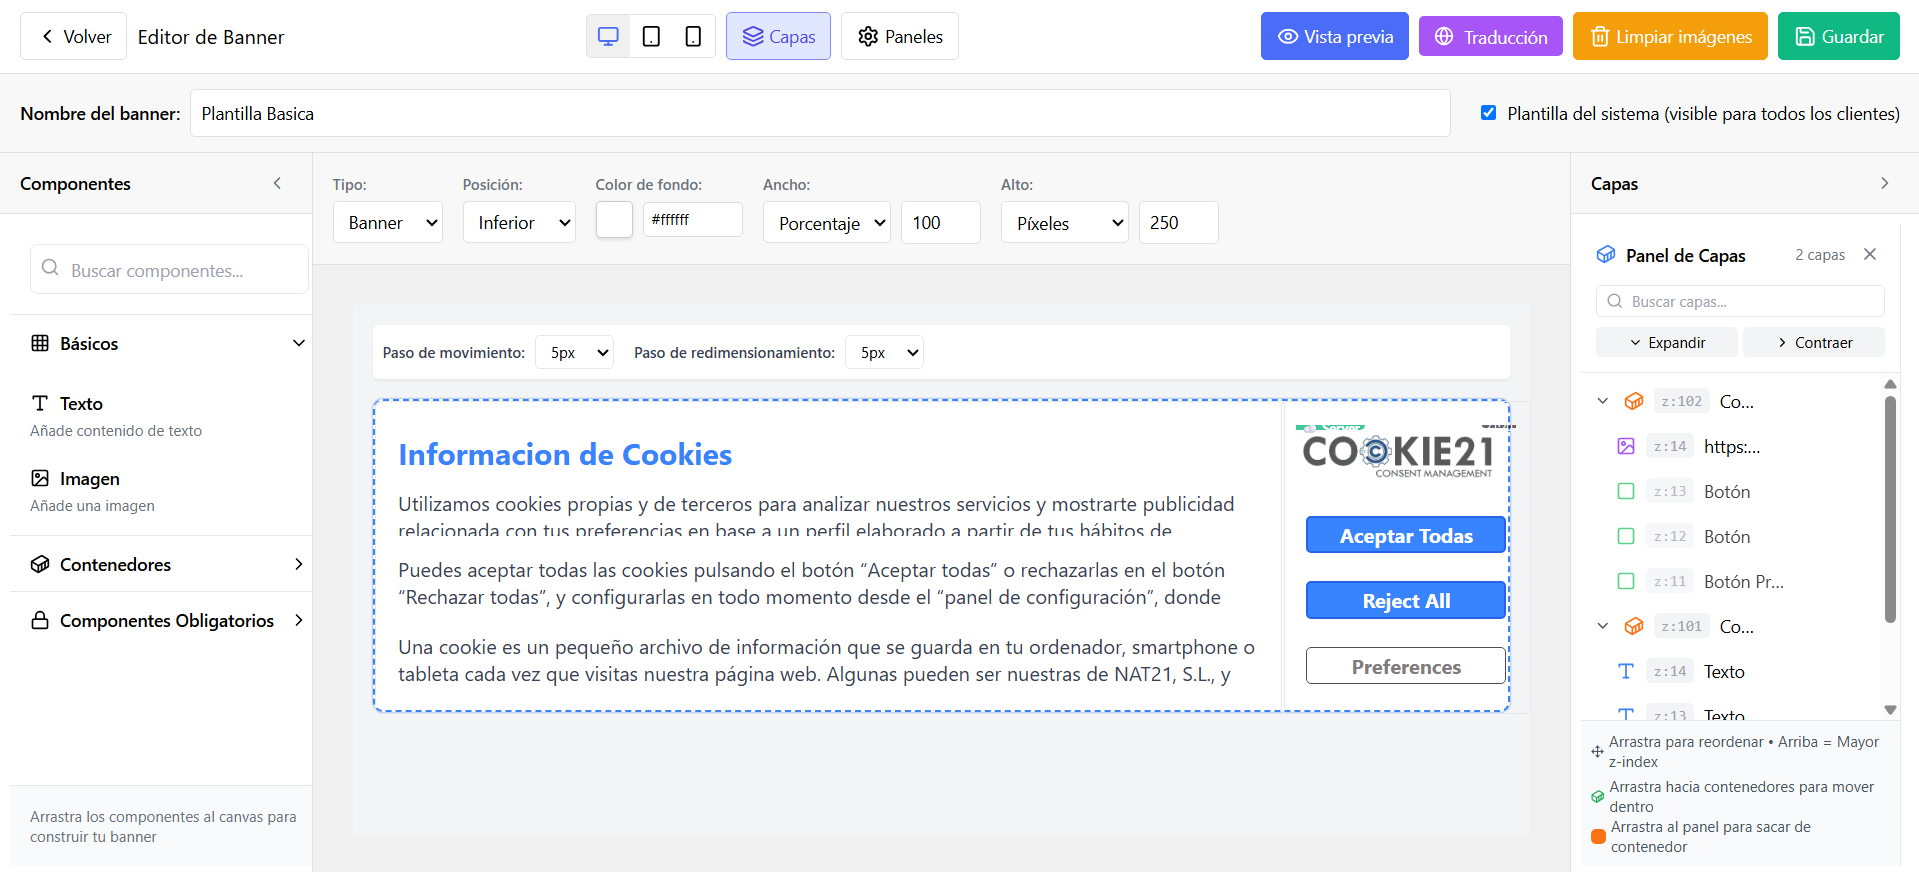 Volver
Editor de Banner
Capas
Paneles
Vista previa
Traducción
Limpiar imágenes
Guardar
Nombre del banner:
Plantilla Basica
Plantilla del sistema (visible para todos los clientes)
Componentes
Buscar componentes...
Básicos
Texto
Añade contenido de texto
Imagen
Añade una imagen
Contenedores
Componentes Obligatorios
Arrastra los componentes al canvas para
construir tu banner
Tipo:
Posición:
Color de fondo:
Ancho:
Alto:
Banner
Inferior
#ffffff
Porcentaje
100
Píxeles
250
Paso de movimiento:
5px
Paso de redimensionamiento:
5px
Informacion de Cookies
Utilizamos cookies propias y de terceros para analizar nuestros servicios y mostrarte publicidad
relacionada con tus preferencias en base a un perfil elaborado a partir de tus hábitos de
Puedes aceptar todas las cookies pulsando el botón “Aceptar todas” o rechazarlas en el botón
“Rechazar todas”, y configurarlas en todo momento desde el “panel de configuración”, donde
Una cookie es un pequeño archivo de información que se guarda en tu ordenador, smartphone o
tableta cada vez que visitas nuestra página web. Algunas pueden ser nuestras de NAT21, S.L., y
COOKIE21
CONSENT MANAGEMENT
Aceptar Todas
Reject All
Preferences
Capas
Panel de Capas
2 capas
Buscar capas...
Expandir
Contraer
z:102 Co...
z:14 https:...
z:13 Botón
z:12 Botón
z:11 Botón Pr...
z:101 Co...
z:14 Texto
z:13 Texto
Arrastra para reordenar • Arriba = Mayor
z-index
Arrastra hacia contenedores para mover
dentro
Arrastra al panel para sacar de
contenedor